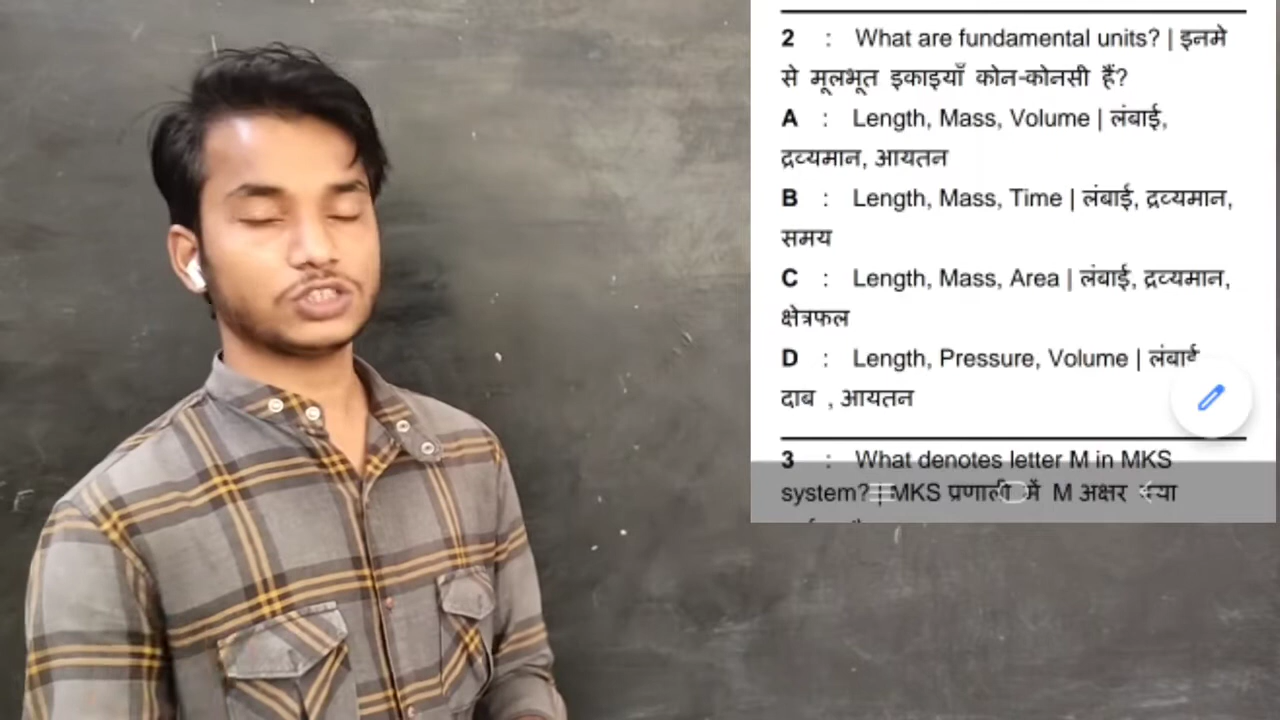 2 : What are fundamental units? | इनमे
से मूलभूत इकाइयाँ कोन-कोनसी हैं?
A : Length, Mass, Volume | लंबाई,
द्रव्यमान, आयतन
B : Length, Mass, Time | लंबाई, द्रव्यमान,
समय
C : Length, Mass, Area | लंबाई, द्रव्यमान,
क्षेत्रफल
D : Length, Pressure, Volume | लंबाई
दाब , आयतन
3 : What denotes letter M in MKS
system? | MKS प्रणाली में M अक्षर क्या